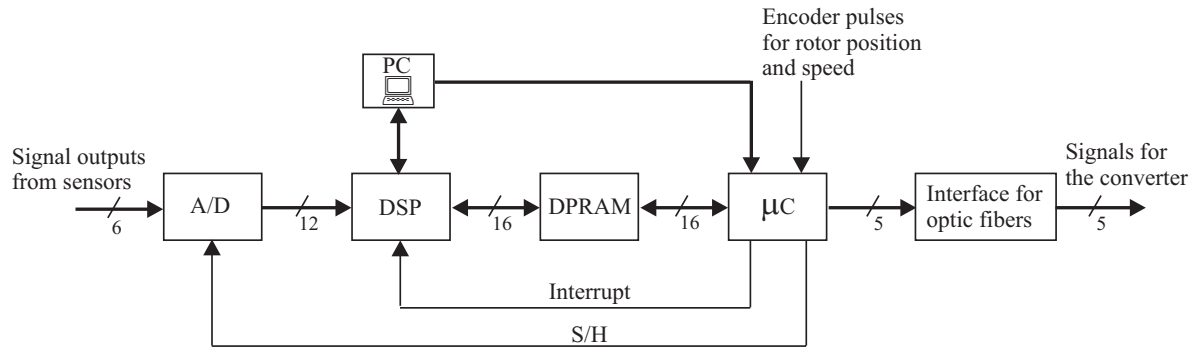 Encoder pulses
for rotor position
and speed
PC
Signal outputs
from sensors
6
A/D
12
DSP
16
DPRAM
16
μC
5
Interface for
optic fibers
5
Signals for
the converter
Interrupt
S/H